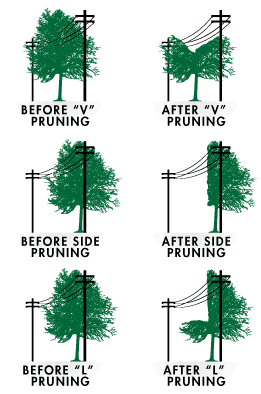 BEFORE “V”
PRUNING
AFTER “V”
PRUNING
BEFORE SIDE
PRUNING
AFTER SIDE
PRUNING
BEFORE “L”
PRUNING
AFTER “L”
PRUNING